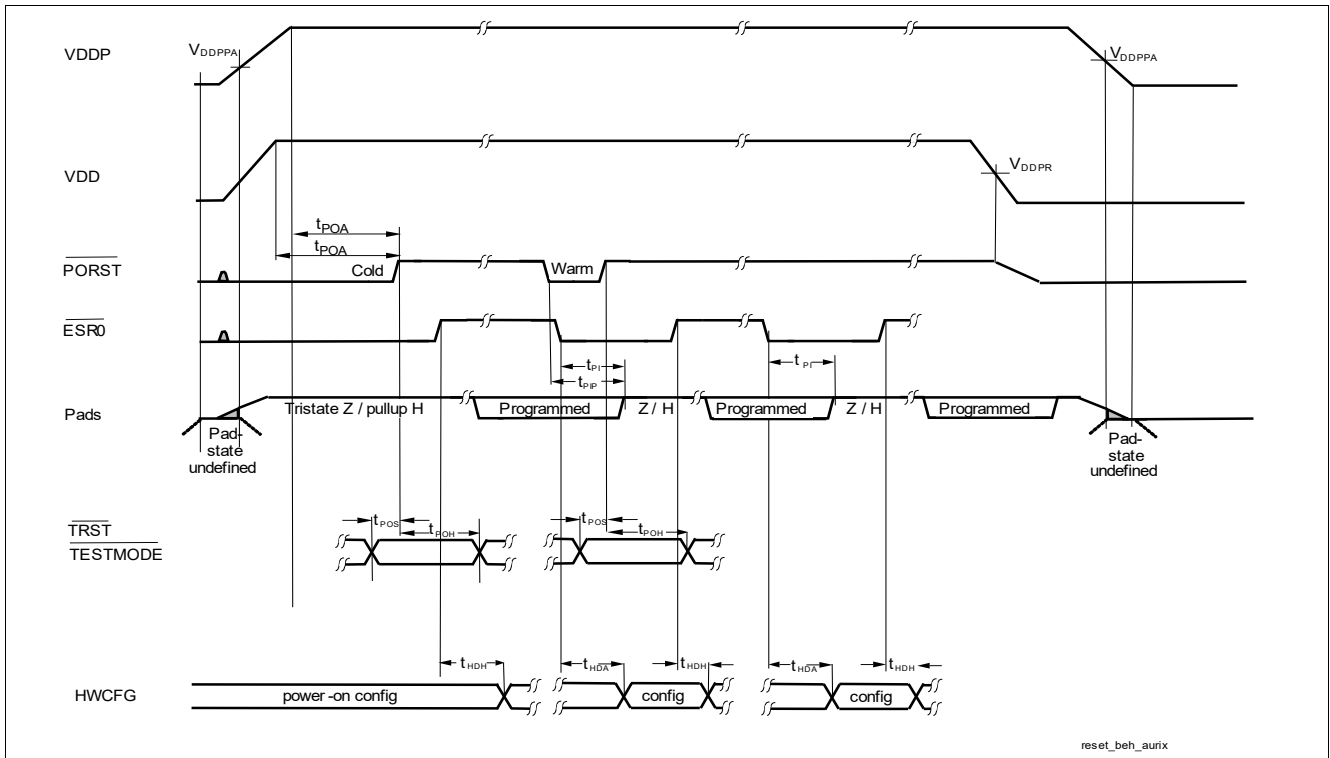 VDDP
VDDPPA
VDDPPA
VDD
VDDPR
tPOA
tPOA
PORST
Cold
Warm
ESR0
tPI
tPI
tPIP
Pads
Tristate Z / pullup H
Programmed
Z / H
Programmed
Z / H
Programmed
Pad-
state
undefined
Pad-
state
undefined
TRST
TESTMODE
tPOS
tPOH
tPOS
tPOH
HWCFG
tHDH
tHDA
tHDH
tHDA
tHDH
power-on config
config
config
reset_beh_aurix